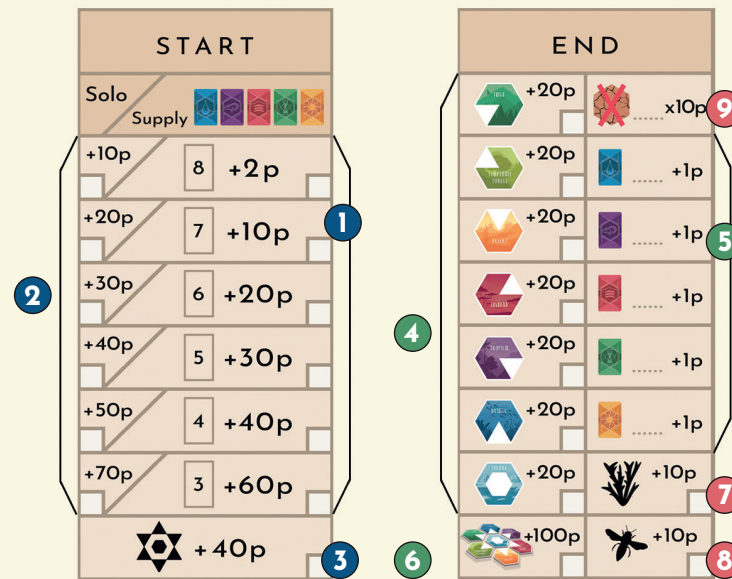 START
Solo
Supply
+10p 8 +2p
+20p 7 +10p
+30p 6 +20p
+40p 5 +30p
+50p 4 +40p
+70p 3 +60p
+40p
1
2
3
END
+20p ...... x10p
+20p ...... +1p
+20p ...... +1p
+20p ...... +1p
+20p ...... +1p
+20p ...... +1p
+20p +10p
+100p +10p
4
5
6
7
8
9